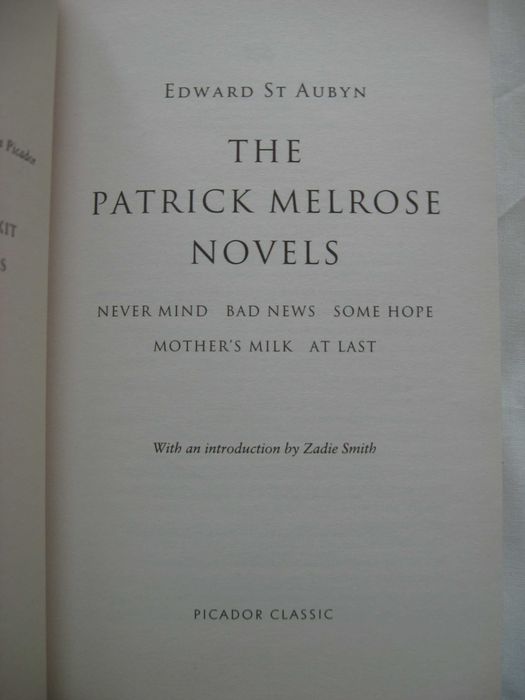 EDWARD ST AUBYN
THE
PATRICK MELROSE
NOVELS
NEVER MIND BAD NEWS SOME HOPE
MOTHER'S MILK AT LAST
With an introduction by Zadie Smith
PICADOR CLASSIC
Picador